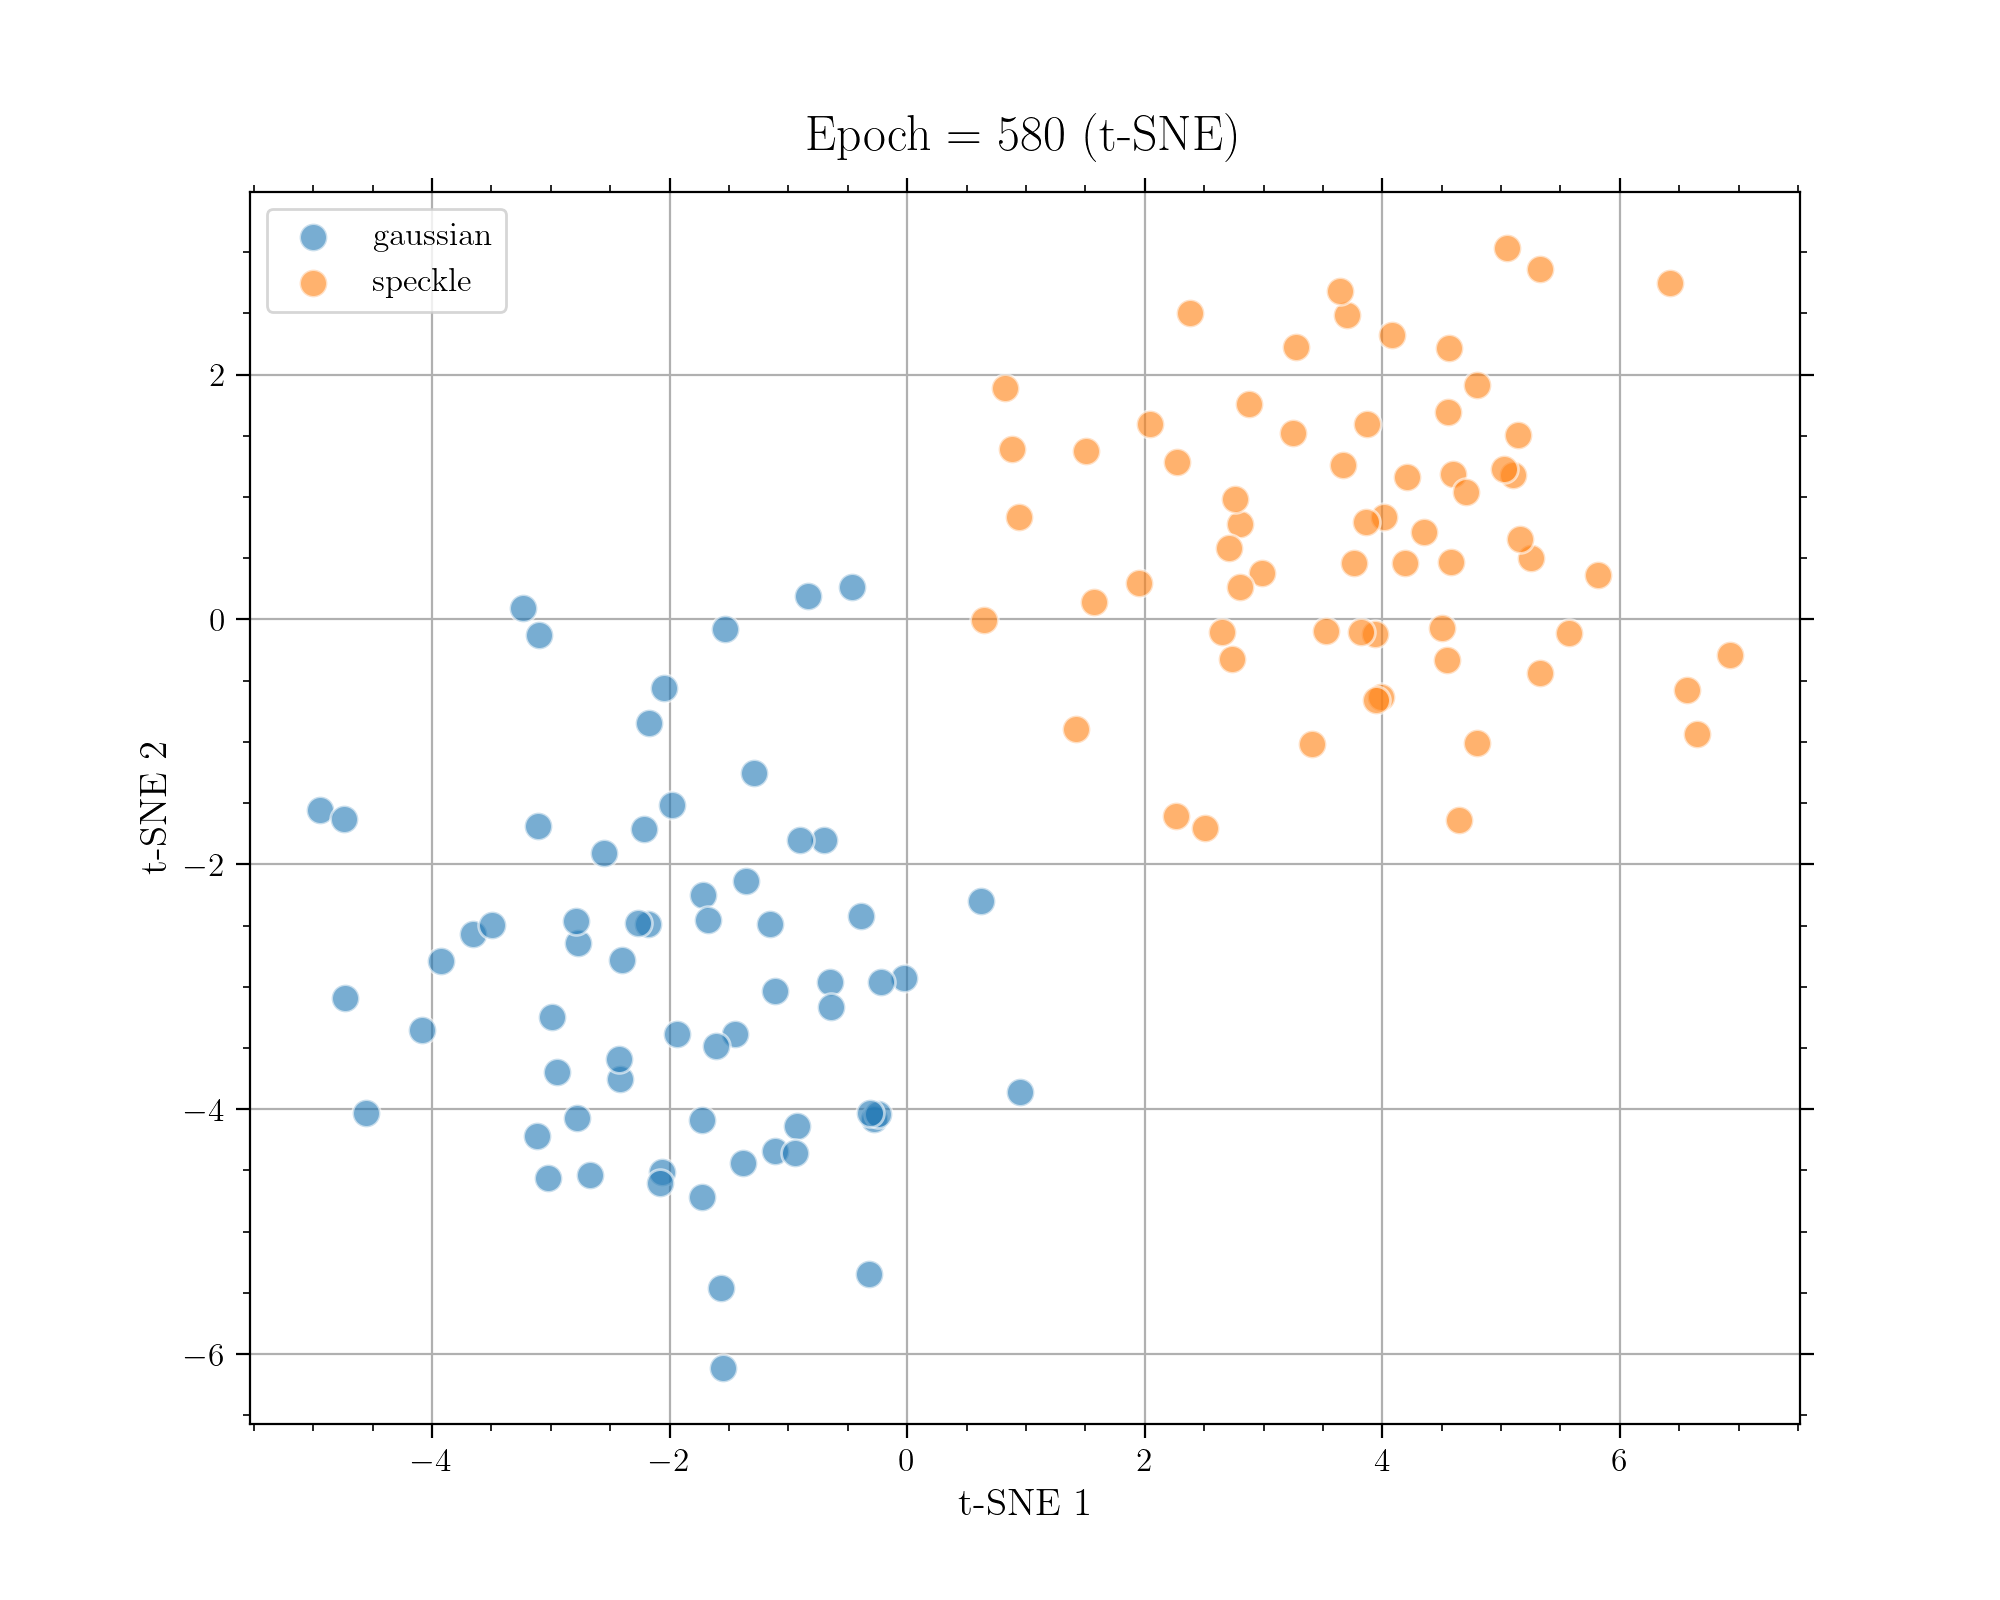 Epoch = 580 (t-SNE)
gaussian
speckle
2
0
−2
−4
−6
t-SNE 2
−4 −2 0 2 4 6
t-SNE 1